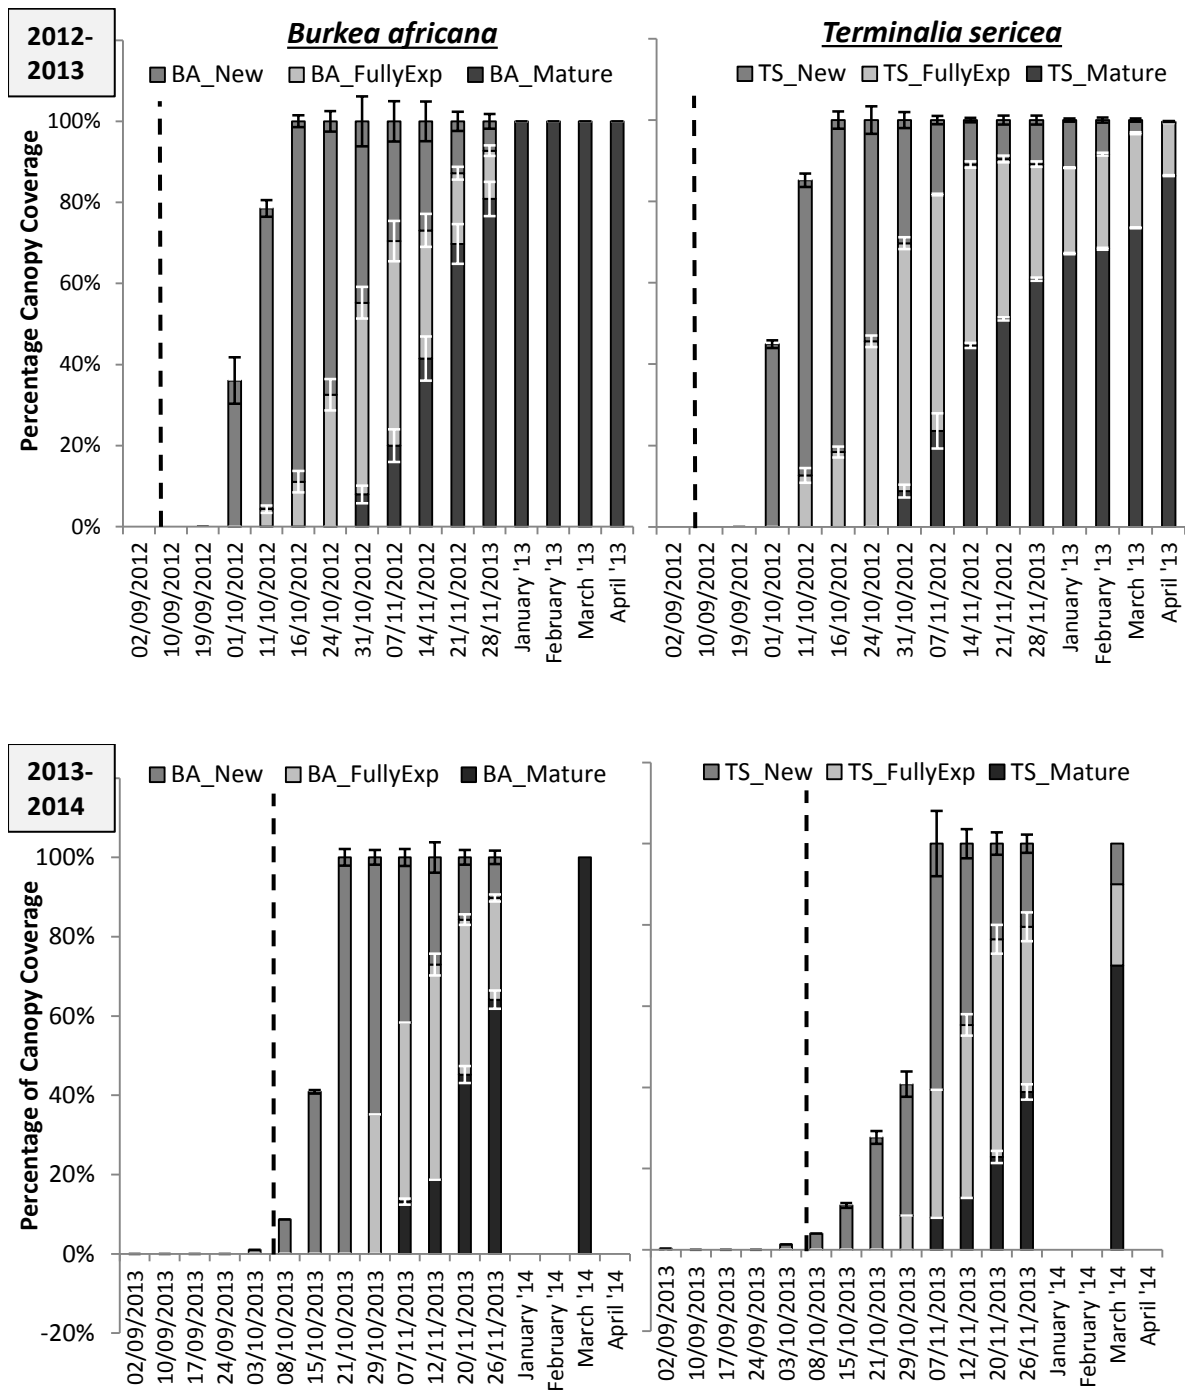 2012-
2013
Burkea africana
Terminalia sericea
BA_New BA_FullyExp BA_Mature
TS_New TS_FullyExp TS_Mature
Percentage Canopy Coverage
100%
80%
60%
40%
20%
0%
02/09/2012
10/09/2012
19/09/2012
01/10/2012
11/10/2012
16/10/2012
24/10/2012
31/10/2012
07/11/2012
14/11/2012
21/11/2012
28/11/2013
January '13
February '13
March '13
April '13
02/09/2012
10/09/2012
19/09/2012
01/10/2012
11/10/2012
16/10/2012
24/10/2012
31/10/2012
07/11/2012
14/11/2012
21/11/2012
28/11/2013
January '13
February '13
March '13
April '13
2013-
2014
BA_New BA_FullyExp BA_Mature
TS_New TS_FullyExp TS_Mature
Percentage of Canopy Coverage
100%
80%
60%
40%
20%
0%
-20%
02/09/2013
10/09/2013
17/09/2013
24/09/2013
03/10/2013
08/10/2013
15/10/2013
21/10/2013
29/10/2013
07/11/2013
12/11/2013
20/11/2013
26/11/2013
January '14
February '14
March '14
April '14
02/09/2013
10/09/2013
17/09/2013
24/09/2013
03/10/2013
08/10/2013
15/10/2013
21/10/2013
29/10/2013
07/11/2013
12/11/2013
20/11/2013
26/11/2013
January '14
February '14
March '14
April '14